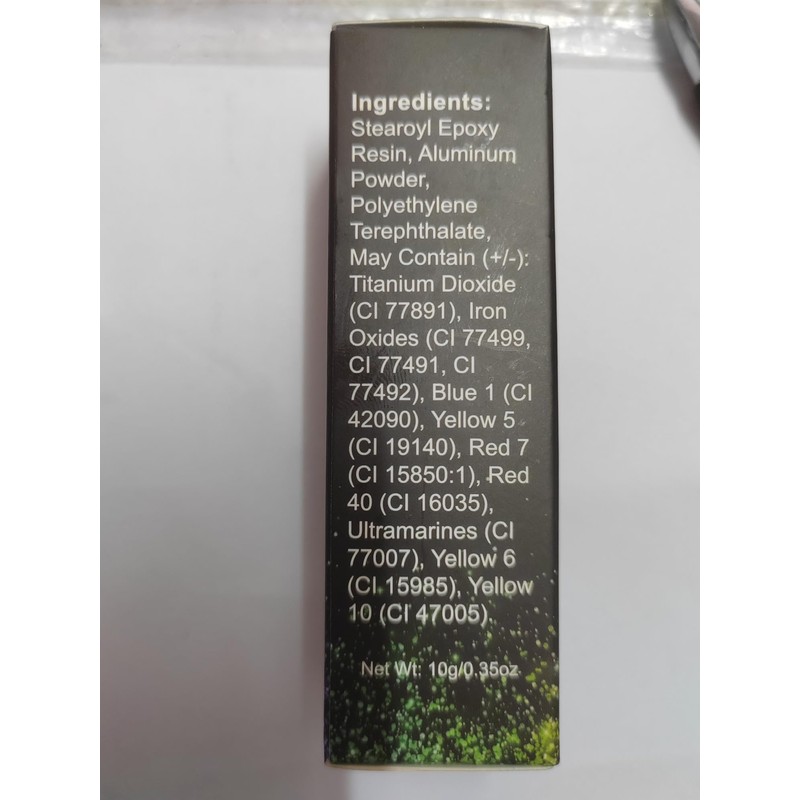 Ingredients:
Stearoyl Epoxy
Resin, Aluminum
Powder,
Polyethylene
Terephthalate,
May Contain (+/-):
Titanium Dioxide
(CI 77891), Iron
Oxides (CI 77499,
CI 77491, CI
77492), Blue 1 (CI
42090), Yellow 5
(CI 19140), Red 7
(CI 15850:1), Red
40 (CI 16035),
Ultramarines (CI
77007), Yellow 6
(CI 15985), Yellow
10 (CI 47005)
Net Wt: 10g/0.35oz